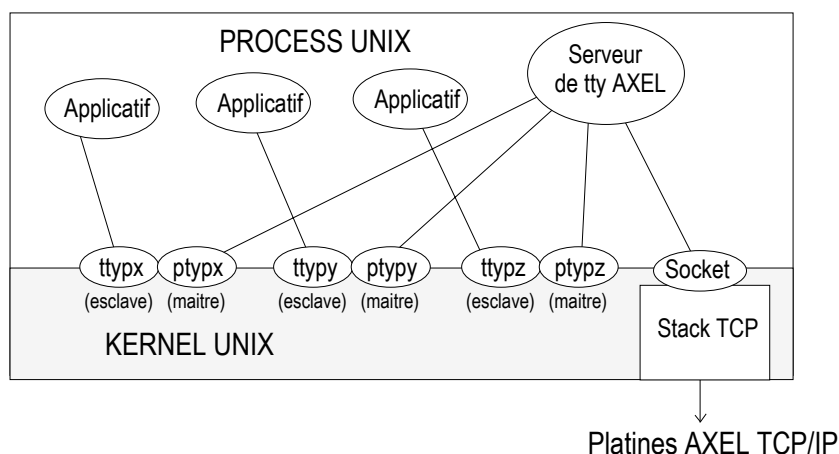 PROCESS UNIX
Serveur
de tty AXEL
Applicatif
Applicatif
Applicatif
ttypx
ptypx
ttypy
ptypy
ttypz
ptypz
Socket
(esclave)
(maitre)
(esclave)
(maitre)
(esclave)
(maitre)
Stack TCP
KERNEL UNIX
Platines AXEL TCP/IP